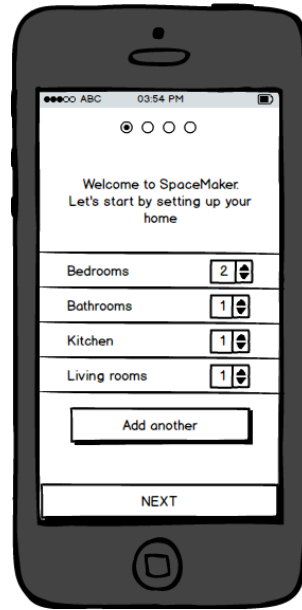 ABC 03:54 PM
Welcome to SpaceMaker.
Let's start by setting up your
home
Bedrooms 2
Bathrooms 1
Kitchen 1
Living rooms 1
Add another
NEXT